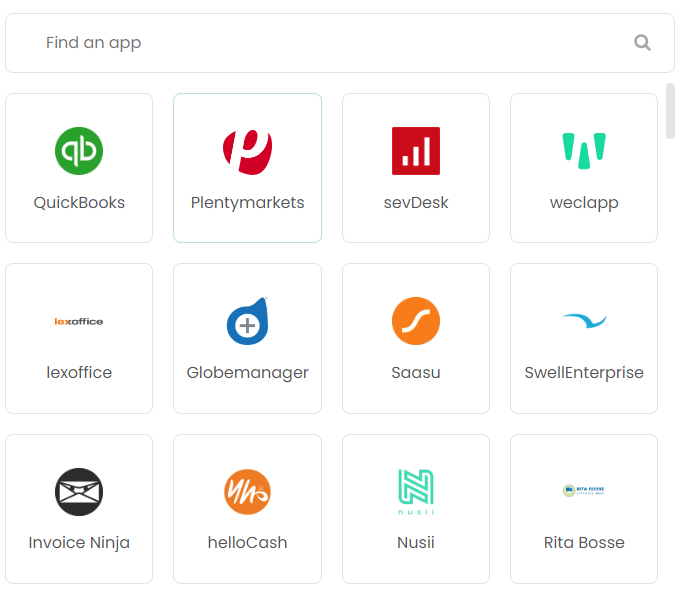 Find an app
qb
QuickBooks
Plentymarkets
sevDesk
weclapp
lexoffice
lexoffice
Globemanager
Saasu
SwellEnterprise
Invoice Ninja
helloCash
nusii
Nusii
RITA BOSSE
Rita Bosse